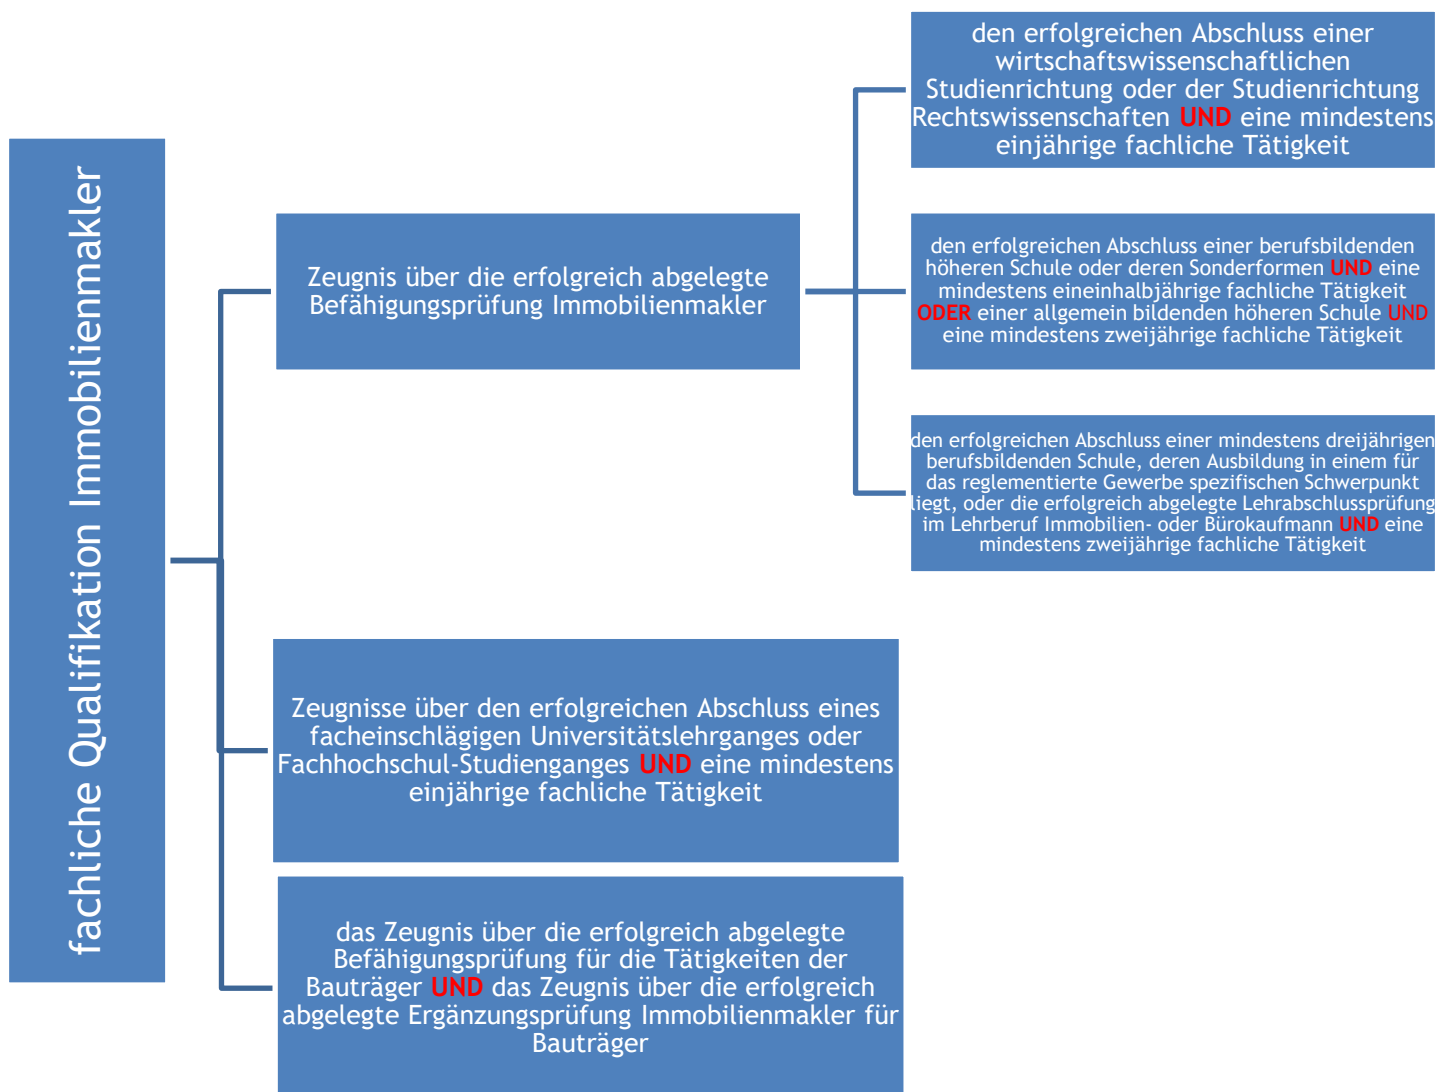 fachliche Qualifikation Immobilienmakler
Zeugnis über die erfolgreich abgelegte
Befähigungsprüfung Immobilienmakler
den erfolgreichen Abschluss einer
wirtschaftswissenschaftlichen
Studienrichtung oder der Studienrichtung
Rechtswissenschaften UND eine mindestens
einjährige fachliche Tätigkeit
den erfolgreichen Abschluss einer berufsbildenden
höheren Schule oder deren Sonderformen UND eine
mindestens eineinhalbjährige fachliche Tätigkeit
ODER einer allgemein bildenden höheren Schule UND
eine mindestens zweijährige fachliche Tätigkeit
den erfolgreichen Abschluss einer mindestens dreijährigen
berufsbildenden Schule, deren Ausbildung in einem für
das reglementierte Gewerbe spezifischen Schwerpunkt
liegt, oder die erfolgreich abgelegte Lehrabschlussprüfung
im Lehrberuf Immobilien- oder Bürokaufmann UND eine
mindestens zweijährige fachliche Tätigkeit
Zeugnisse über den erfolgreichen Abschluss eines
facheinschlägigen Universitätslehrganges oder
Fachhochschul-Studienganges UND eine mindestens
einjährige fachliche Tätigkeit
das Zeugnis über die erfolgreich abgelegte
Befähigungsprüfung für die Tätigkeiten der
Bauträger UND das Zeugnis über die erfolgreich
abgelegte Ergänzungsprüfung Immobilienmakler für
Bauträger